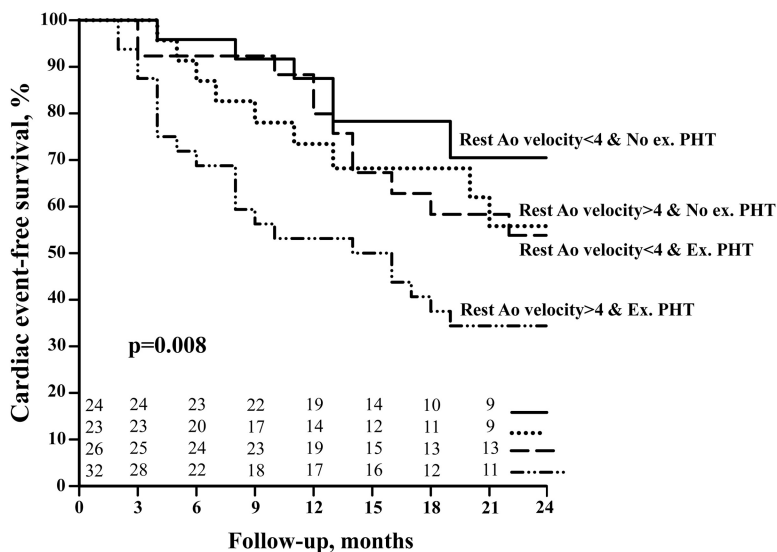 100
90
80
70
60
50
40
30
20
10
0
Cardiac event-free survival, %
Rest Ao velocity<4 & No ex. PHT
Rest Ao velocity>4 & No ex. PHT
Rest Ao velocity<4 & Ex. PHT
Rest Ao velocity>4 & Ex. PHT
p=0.008
24 24 23 22 19 14 10 9
23 23 20 17 14 12 11 9
26 25 24 23 19 15 13 13
32 28 22 18 17 16 12 11
0 3 6 9 12 15 18 21 24
Follow-up, months